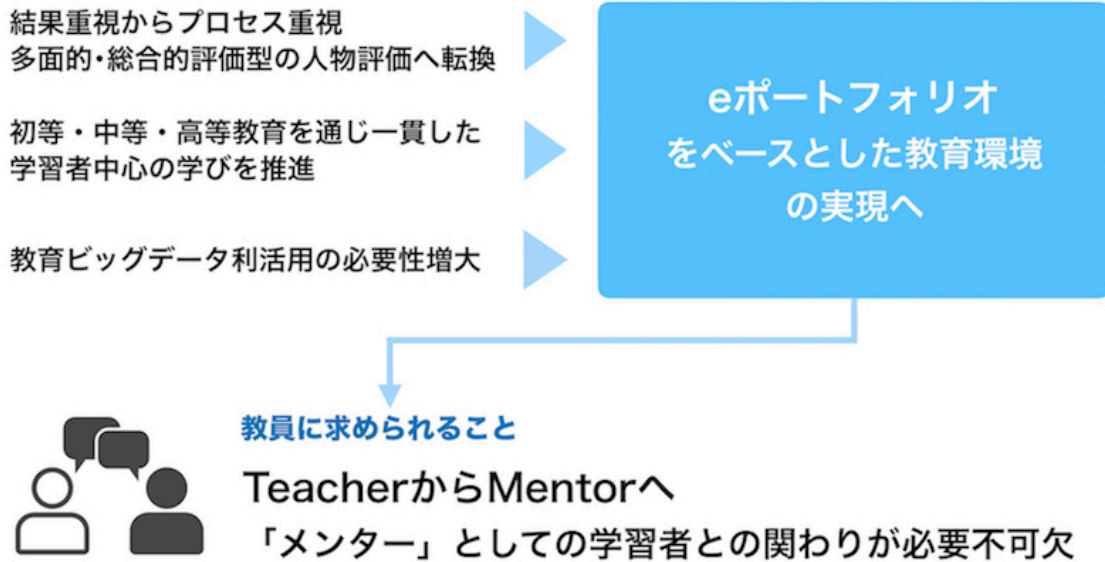 結果重視からプロセス重視
多面的・総合的評価型の人物評価へ転換
初等・中等・高等教育を通じ一貫した
学習者中心の学びを推進
教育ビッグデータ利活用の必要性増大
eポートフォリオ
をベースとした教育環境
の実現へ
教員に求められること
TeacherからMentorへ
「メンター」としての学習者との関わりが必要不可欠